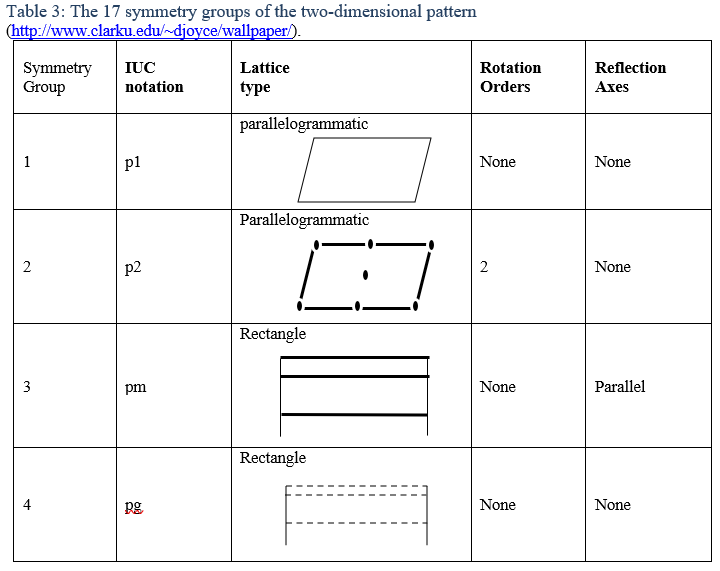 Table 3: The 17 symmetry groups of the two-dimensional pattern
(http://www.clarku.edu/~djoyce/wallpaper/).
Symmetry Group IUC notation Lattice type Rotation Orders Reflection Axes
parallelogrammatic
1 p1 None None
Parallelogrammatic
2 p2 2 None
Rectangle
3 pm None Parallel
Rectangle
4 pg None None